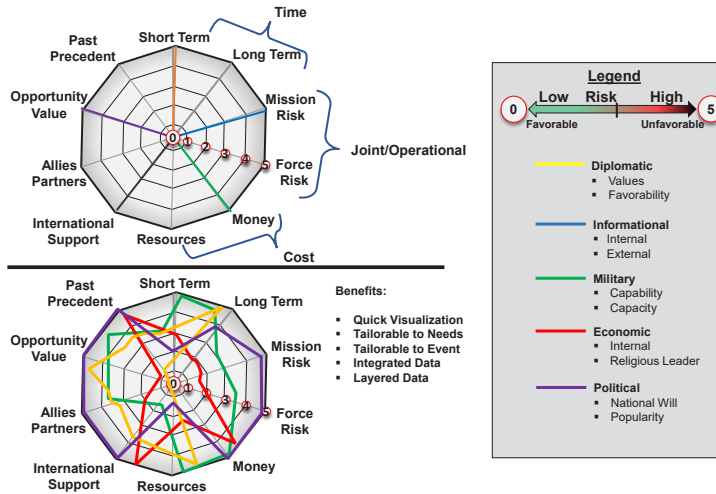 Time
Short Term
Past
Precedent
Long Term
Opportunity
Value
Mission
Risk
0
1
2
3
4
5
Joint/Operational
Allies
Partners
Force
Risk
International
Support
Resources
Money
Cost
Short Term
Past
Precedent
Long Term
Opportunity
Value
Mission
Risk
0
1
2
3
4
5
Allies
Partners
Force
Risk
International
Support
Resources
Money
Benefits:
▪ Quick Visualization
▪ Tailorable to Needs
▪ Tailorable to Event
▪ Integrated Data
▪ Layered Data
Legend
Low Risk High
0
5
Favorable
Unfavorable
Diplomatic
▪ Values
▪ Favorability
Informational
▪ Internal
▪ External
Military
▪ Capability
▪ Capacity
Economic
▪ Internal
▪ Religious Leader
Political
▪ National Will
▪ Popularity